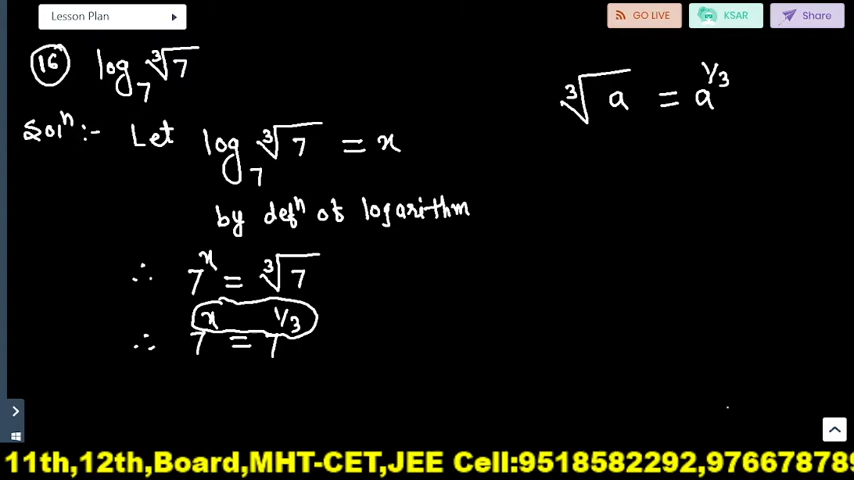 Lesson Plan
GO LIVE
KSAR
Share
16 log₇ ∛7
∛a = a^1/3
Solⁿ :- Let log₇ ∛7 = x
by defⁿ of logarithm
∴ 7^x = ∛7
∴ 7^x = 7^1/3
11th,12th,Board,MHT-CET,JEE Cell:9518582292,976678789